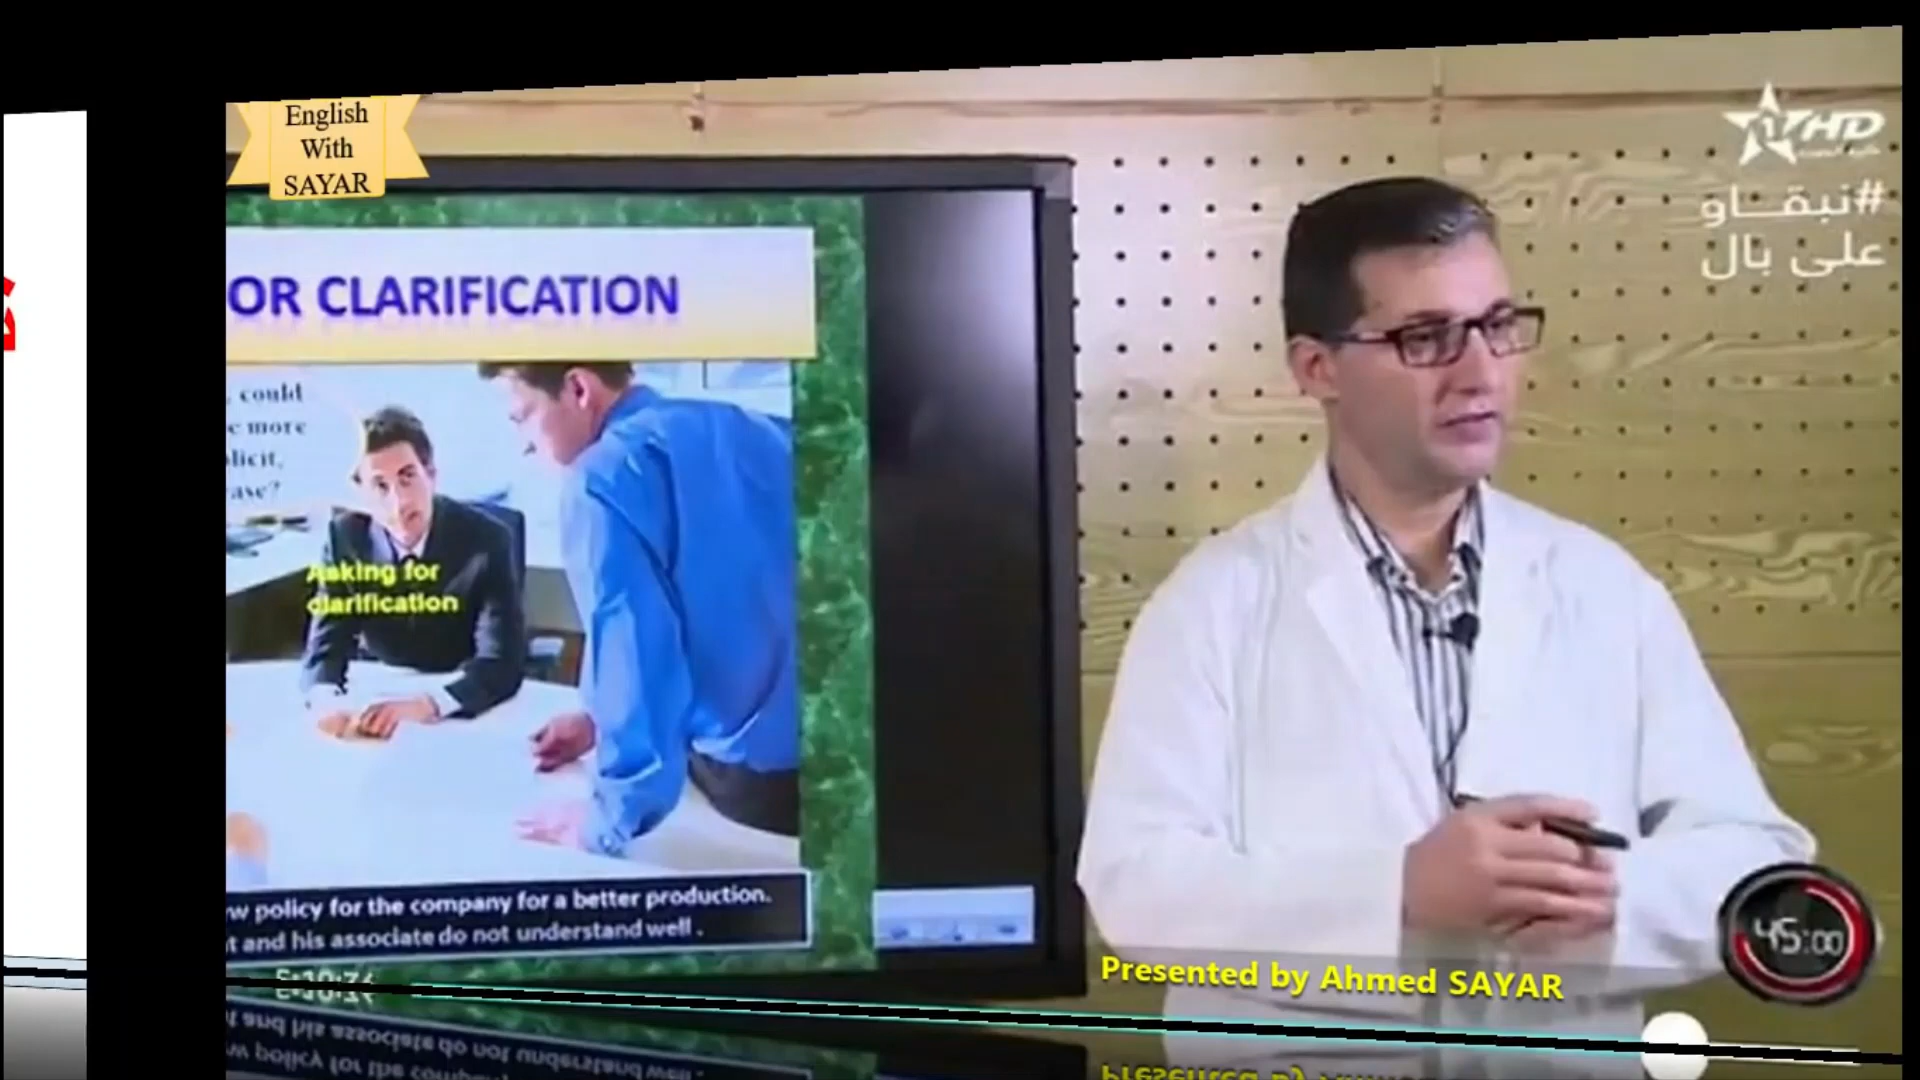 English
With
SAYAR
HD
#نبقاو
على بال
OR CLARIFICATION
, could
more
licit,
Asking for
clarification
w policy for the company for a better production.
t and his associate do not understand well .
45:00
Presented by Ahmed SAYAR